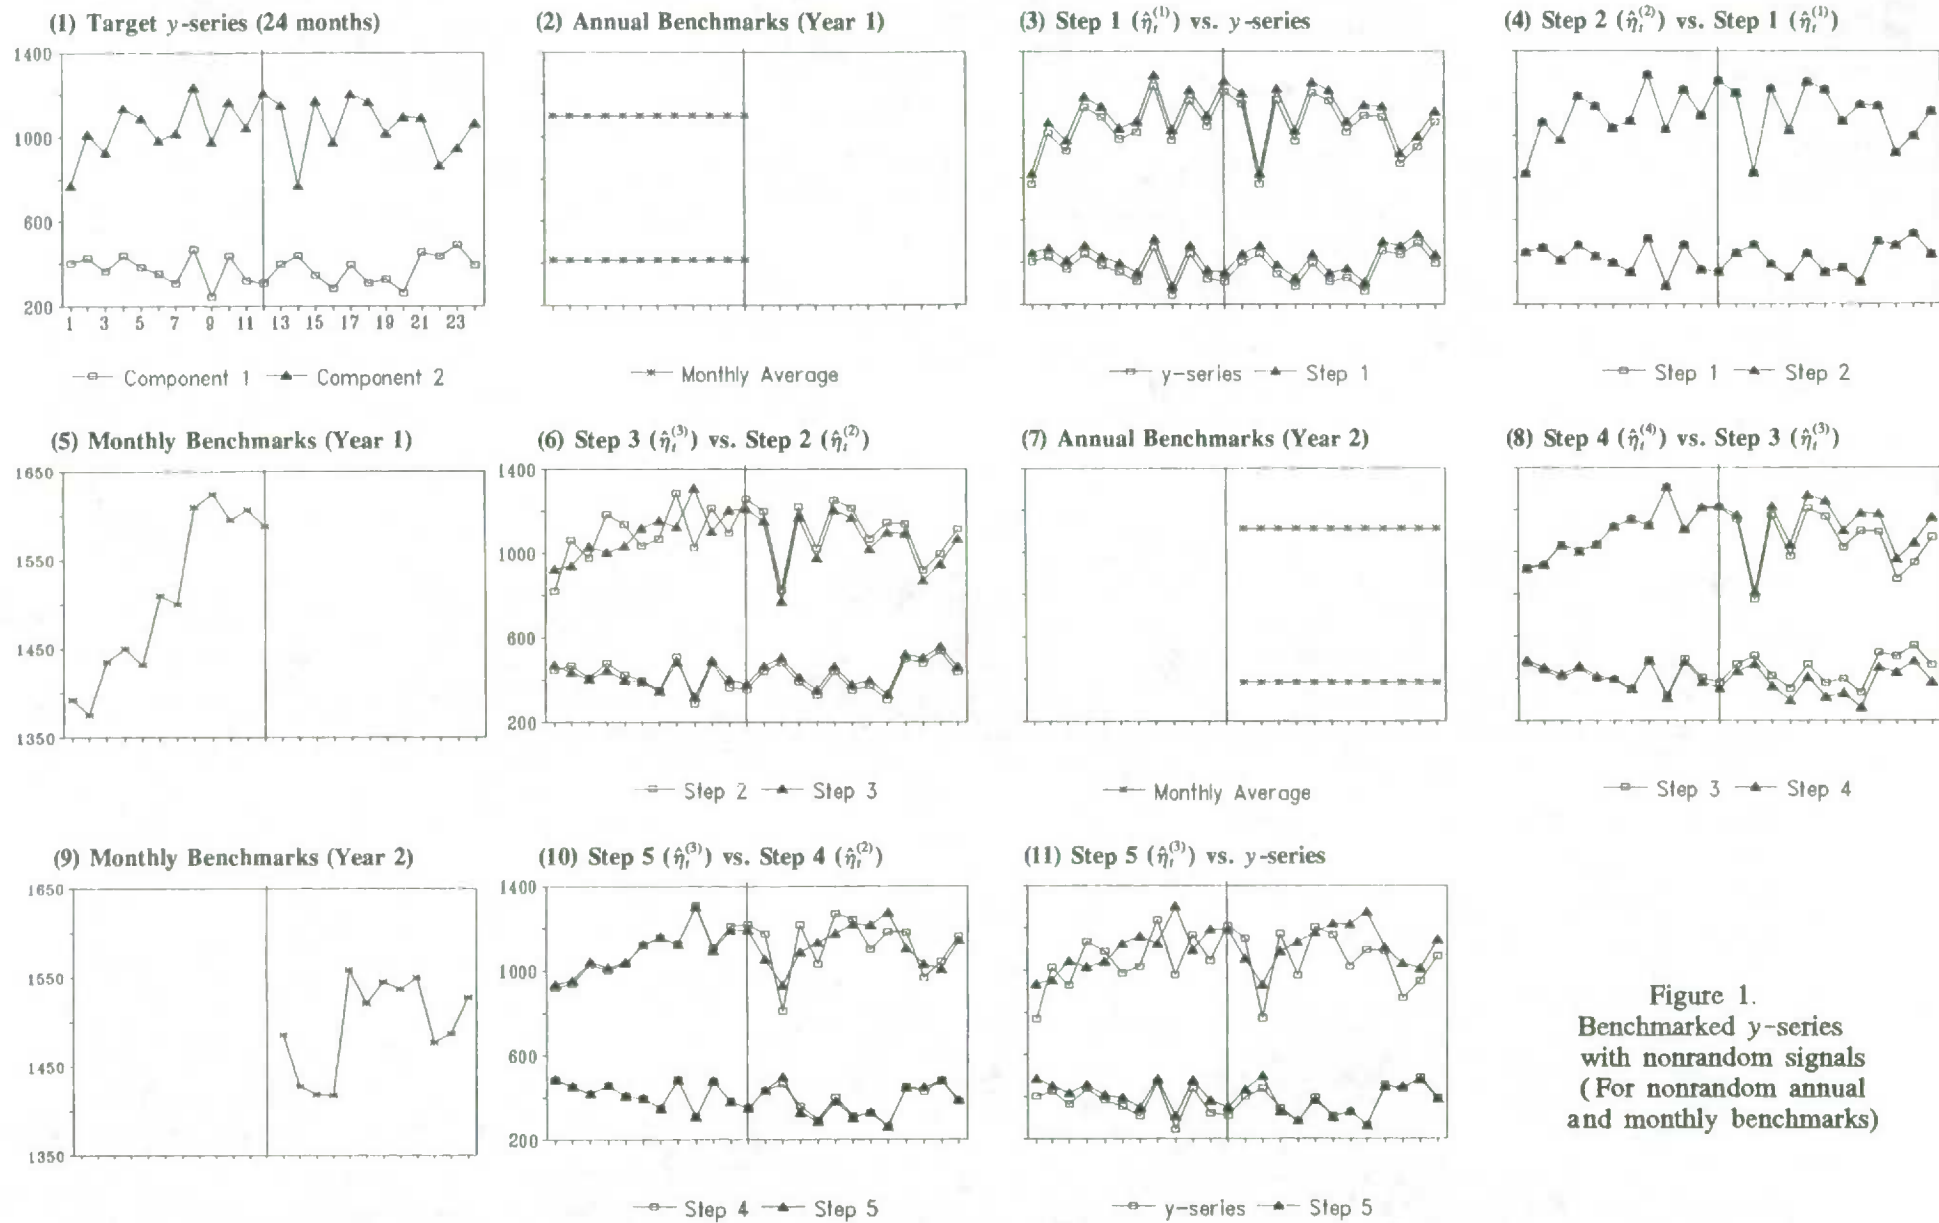 (1) Target y-series (24 months)
1400
1000
600
200
1 3 5 7 9 11 13 15 17 19 21 23
Component 1 Component 2
(2) Annual Benchmarks (Year 1)
Monthly Average
(3) Step 1 (η̂ₜ⁽¹⁾) vs. y-series
y-series Step 1
(4) Step 2 (η̂ₜ⁽²⁾) vs. Step 1 (η̂ₜ⁽¹⁾)
Step 1 Step 2
(5) Monthly Benchmarks (Year 1)
1650
1550
1450
1350
(6) Step 3 (η̂ₜ⁽³⁾) vs. Step 2 (η̂ₜ⁽²⁾)
1400
1000
600
200
Step 2 Step 3
(7) Annual Benchmarks (Year 2)
Monthly Average
(8) Step 4 (η̂ₜ⁽⁴⁾) vs. Step 3 (η̂ₜ⁽³⁾)
Step 3 Step 4
(9) Monthly Benchmarks (Year 2)
1650
1550
1450
1350
(10) Step 5 (η̂ₜ⁽³⁾) vs. Step 4 (η̂ₜ⁽²⁾)
1400
1000
600
200
Step 4 Step 5
(11) Step 5 (η̂ₜ⁽³⁾) vs. y-series
y-series Step 5
Figure 1.
Benchmarked y-series
with nonrandom signals
(For nonrandom annual
and monthly benchmarks)